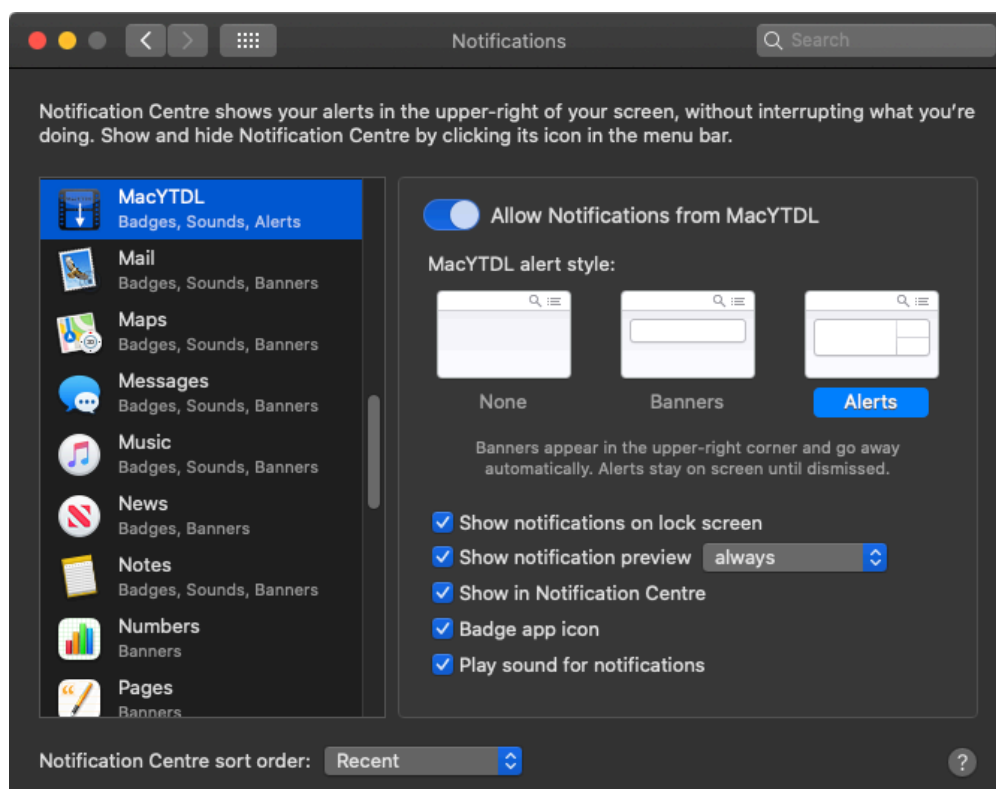 Notifications
Search
Notification Centre shows your alerts in the upper-right of your screen, without interrupting what you're
doing. Show and hide Notification Centre by clicking its icon in the menu bar.
MacYTDL
Badges, Sounds, Alerts
Mail
Badges, Sounds, Banners
Maps
Badges, Sounds, Banners
Messages
Badges, Sounds, Banners
Music
Badges, Sounds, Banners
News
Badges, Banners
Notes
Badges, Sounds, Banners
Numbers
Banners
Pages
Banners
Allow Notifications from MacYTDL
MacYTDL alert style:
None
Banners
Alerts
Banners appear in the upper-right corner and go away
automatically. Alerts stay on screen until dismissed.
Show notifications on lock screen
Show notification preview always
Show in Notification Centre
Badge app icon
Play sound for notifications
Notification Centre sort order: Recent
?